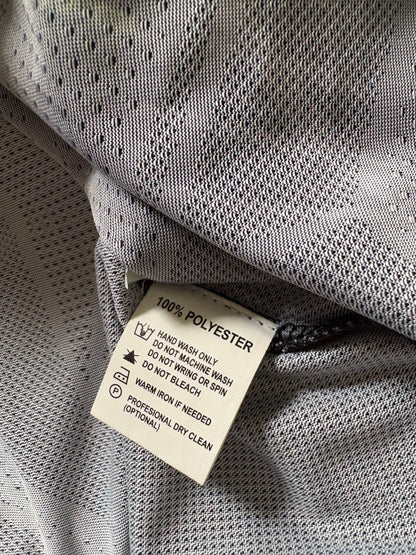 100% POLYESTER
HAND WASH ONLY
DO NOT MACHINE WASH
DO NOT WRING OR SPIN
DO NOT BLEACH
WARM IRON IF NEEDED
P
PROFESIONAL DRY CLEAN
(OPTIONAL)